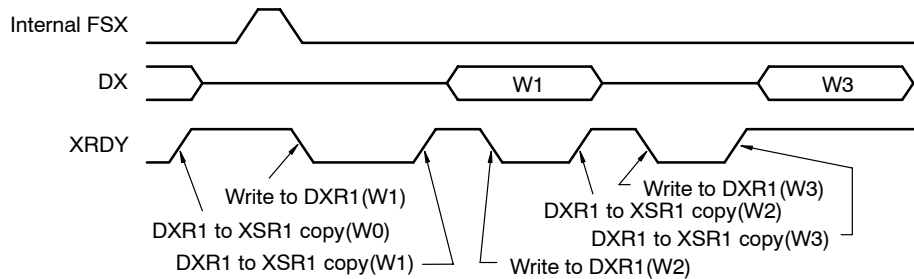 Internal FSX
DX
W1
W3
XRDY
Write to DXR1(W1)
Write to DXR1(W3)
DXR1 to XSR1 copy(W2)
DXR1 to XSR1 copy(W0)
DXR1 to XSR1 copy(W3)
DXR1 to XSR1 copy(W1)
Write to DXR1(W2)